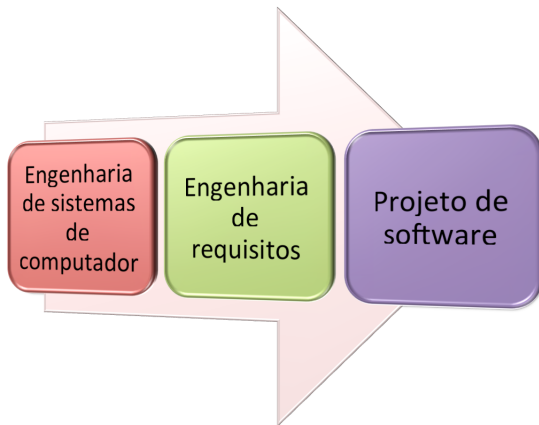 Engenharia
de sistemas
de
computador
Engenharia
de
requisitos
Projeto de
software